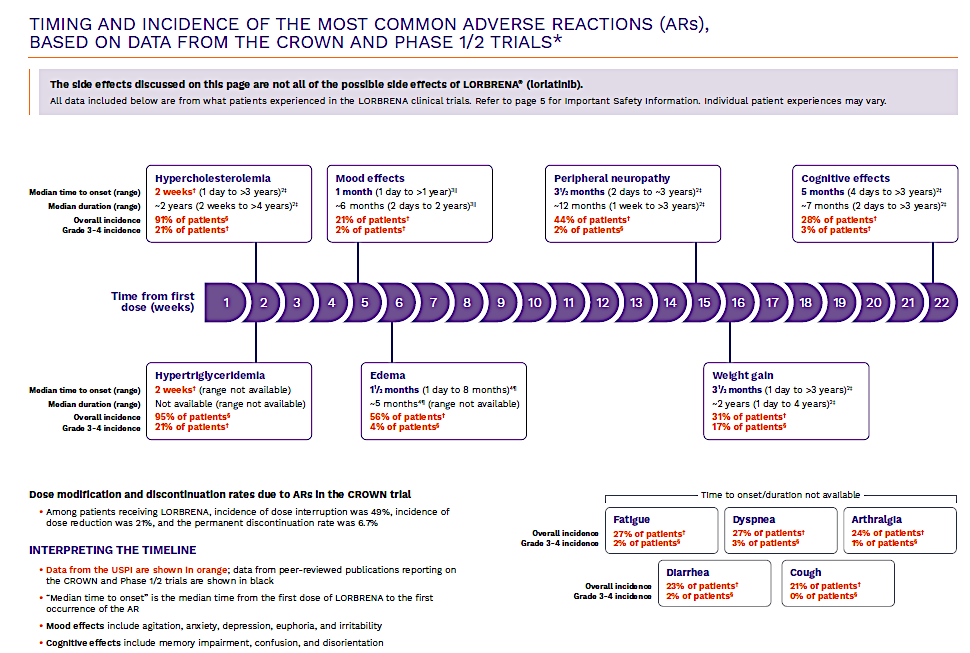 TIMING AND INCIDENCE OF THE MOST COMMON ADVERSE REACTIONS (ARs),
BASED ON DATA FROM THE CROWN AND PHASE 1/2 TRIALS*
The side effects discussed on this page are not all of the possible side effects of LORBRENA® (lorlatinib).
All data included below are from what patients experienced in the LORBRENA clinical trials. Refer to page 5 for Important Safety Information. Individual patient experiences may vary.
Median time to onset (range)
Median duration (range)
Overall incidence
Grade 3-4 incidence
Hypercholesterolemia
2 weeks† (1 day to >3 years)²‡
~2 years (2 weeks to >4 years)²‡
91% of patients§
21% of patients†
Mood effects
1 month (1 day to >1 year)³‖
~6 months (2 days to 2 years)³‖
21% of patients†
2% of patients†
Peripheral neuropathy
3½ months (2 days to ~3 years)²‡
~12 months (1 week to >3 years)²‡
44% of patients†
2% of patients§
Cognitive effects
5 months (4 days to >3 years)²‡
~7 months (2 days to >3 years)²‡
28% of patients†
3% of patients†
Time from first
dose (weeks)
1 2 3 4 5 6 7 8 9 10 11 12 13 14 15 16 17 18 19 20 21 22
Median time to onset (range)
Median duration (range)
Overall incidence
Grade 3-4 incidence
Hypertriglyceridemia
2 weeks† (range not available)
Not available (range not available)
95% of patients§
21% of patients†
Edema
1½ months (1 day to 8 months)⁴¶
~5 months⁴¶ (range not available)
56% of patients†
4% of patients§
Weight gain
3½ months (1 day to >3 years)²‡
~2 years (1 day to 4 years)²‡
31% of patients†
17% of patients§
Dose modification and discontinuation rates due to ARs in the CROWN trial
• Among patients receiving LORBRENA, incidence of dose interruption was 49%, incidence of
dose reduction was 21%, and the permanent discontinuation rate was 6.7%
INTERPRETING THE TIMELINE
• Data from the USPI are shown in orange; data from peer-reviewed publications reporting on
the CROWN and Phase 1/2 trials are shown in black
• "Median time to onset" is the median time from the first dose of LORBRENA to the first
occurrence of the AR
• Mood effects include agitation, anxiety, depression, euphoria, and irritability
• Cognitive effects include memory impairment, confusion, and disorientation
Time to onset/duration not available
Overall incidence
Grade 3-4 incidence
Fatigue
27% of patients†
2% of patients§
Dyspnea
27% of patients†
3% of patients§
Arthralgia
24% of patients†
1% of patients§
Overall incidence
Grade 3-4 incidence
Diarrhea
23% of patients†
2% of patients§
Cough
21% of patients†
0% of patients§